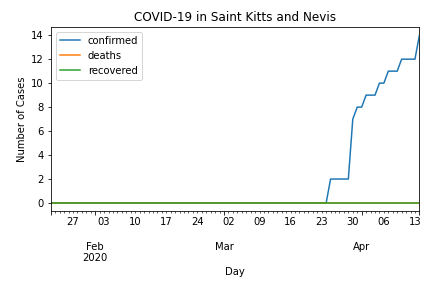 COVID-19 in Saint Kitts and Nevis
confirmed
deaths
recovered
14
12
10
8
6
4
2
0
Number of Cases
27 03 10 17 24 02 09 16 23 30 06 13
Feb Mar Apr
2020
Day